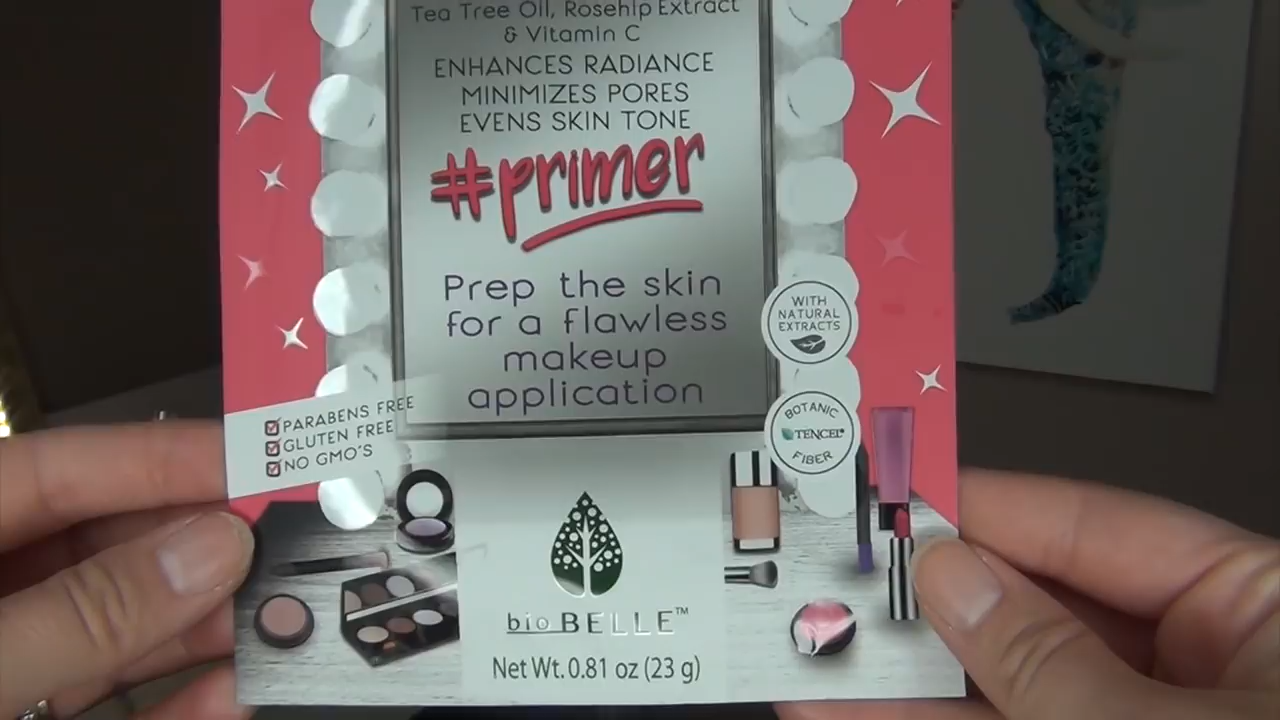 Tea Tree Oil, Rosehip Extract
& Vitamin C
ENHANCES RADIANCE
MINIMIZES PORES
EVENS SKIN TONE
#primer
Prep the skin
for a flawless
makeup
application
WITH
NATURAL
EXTRACTS
BOTANIC
TENCEL®
FIBER
PARABENS FREE
GLUTEN FREE
NO GMO'S
bio BELLE™
Net Wt. 0.81 oz (23 g)